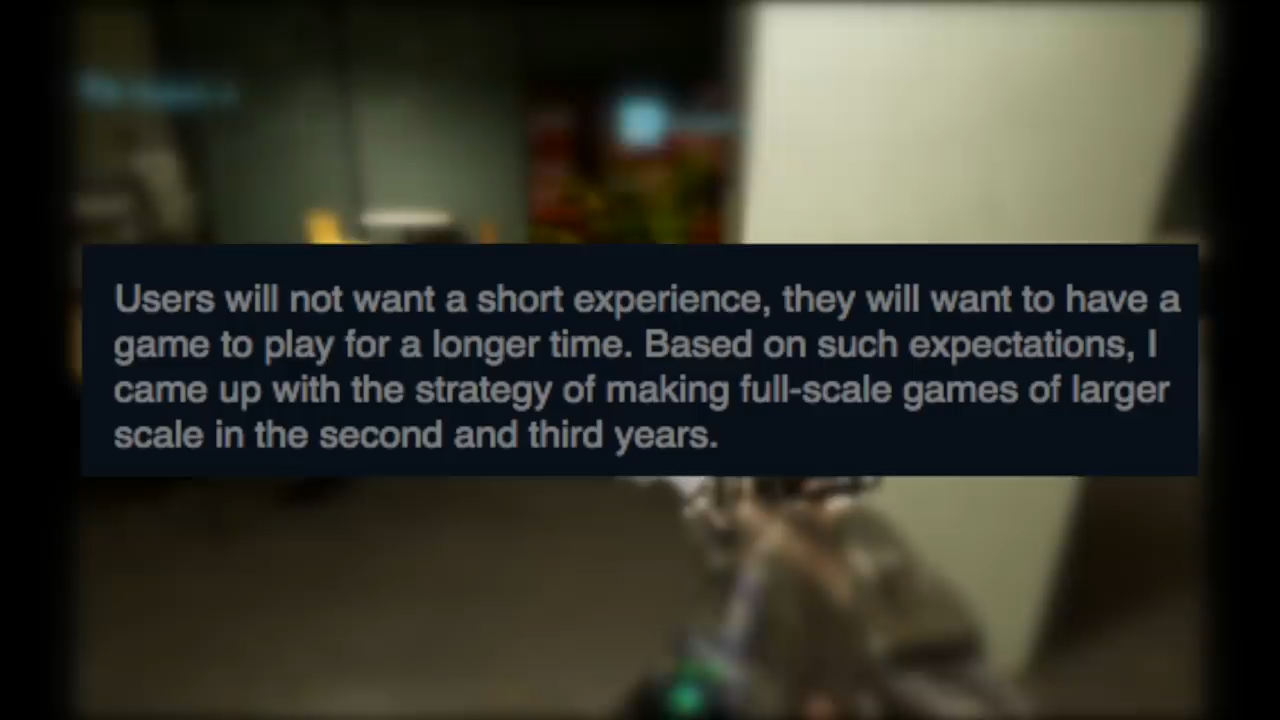 Users will not want a short experience, they will want to have a
game to play for a longer time. Based on such expectations, I
came up with the strategy of making full-scale games of larger
scale in the second and third years.